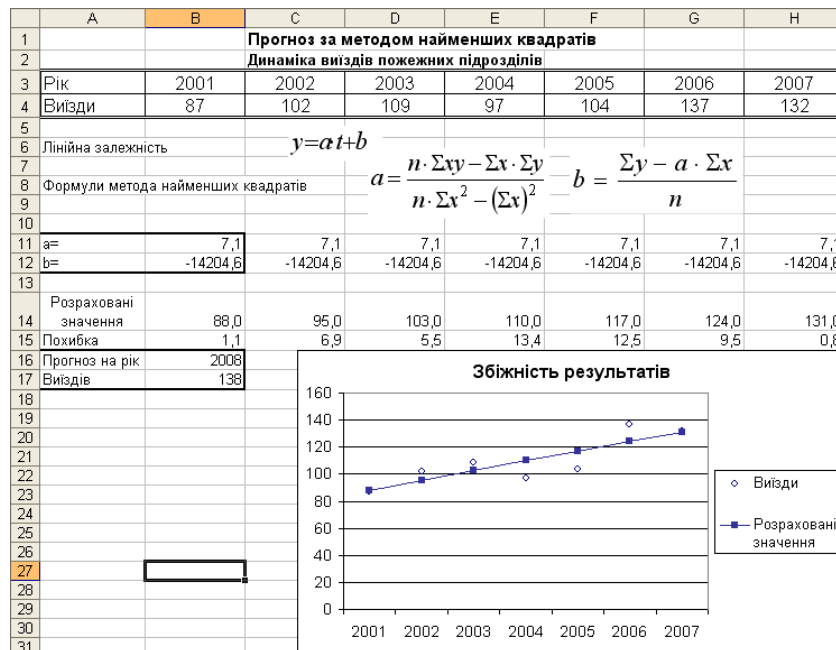 A B C D E F G H
1 Прогноз за методом найменших квадратів
2 Динаміка виїздів пожежних підрозділів
3 Рік 2001 2002 2003 2004 2005 2006 2007
4 Виїзди 87 102 109 97 104 137 132
5
6 Лінійна залежність y=a·t+b
7
8 Формули метода найменших квадратів a = (n·Σxy−Σx·Σy) / (n·Σx²−(Σx)²) b = (Σy − a · Σx) / n
9
10
11 a= 7,1 7,1 7,1 7,1 7,1 7,1 7,1
12 b= -14204,6 -14204,6 -14204,6 -14204,6 -14204,6 -14204,6 -14204,6
13
Розраховані
14 значення 88,0 95,0 103,0 110,0 117,0 124,0 131,0
15 Похибка 1,1 6,9 5,5 13,4 12,5 9,5 0,8
16 Прогноз на рік 2008
17 Виїздів 138
18
19
20
21
22
23
24
25
26
27
28
29
30
31
Збіжність результатів
160
140
120
100
80
60
40
20
0
2001 2002 2003 2004 2005 2006 2007
Виїзди
Розраховані
значення